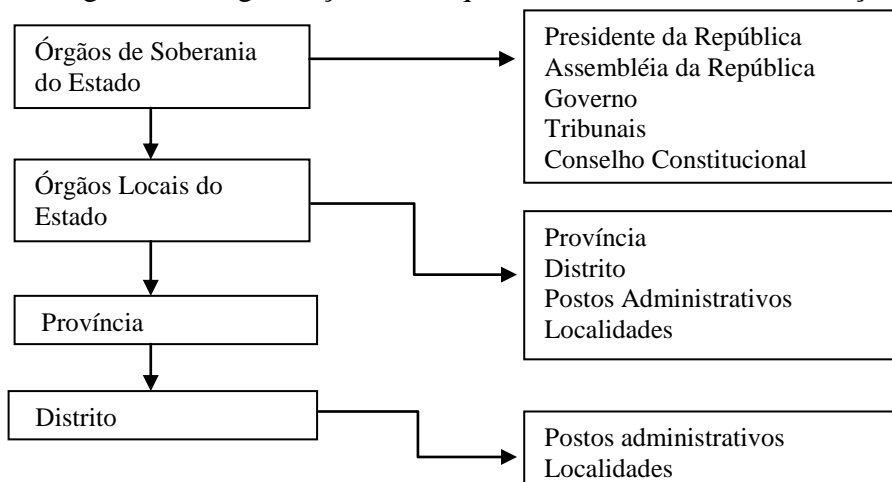 Órgãos de Soberania
do Estado
Presidente da República
Assembléia da República
Governo
Tribunais
Conselho Constitucional
Órgãos Locais do
Estado
Província
Distrito
Postos Administrativos
Localidades
Província
Distrito
Postos administrativos
Localidades